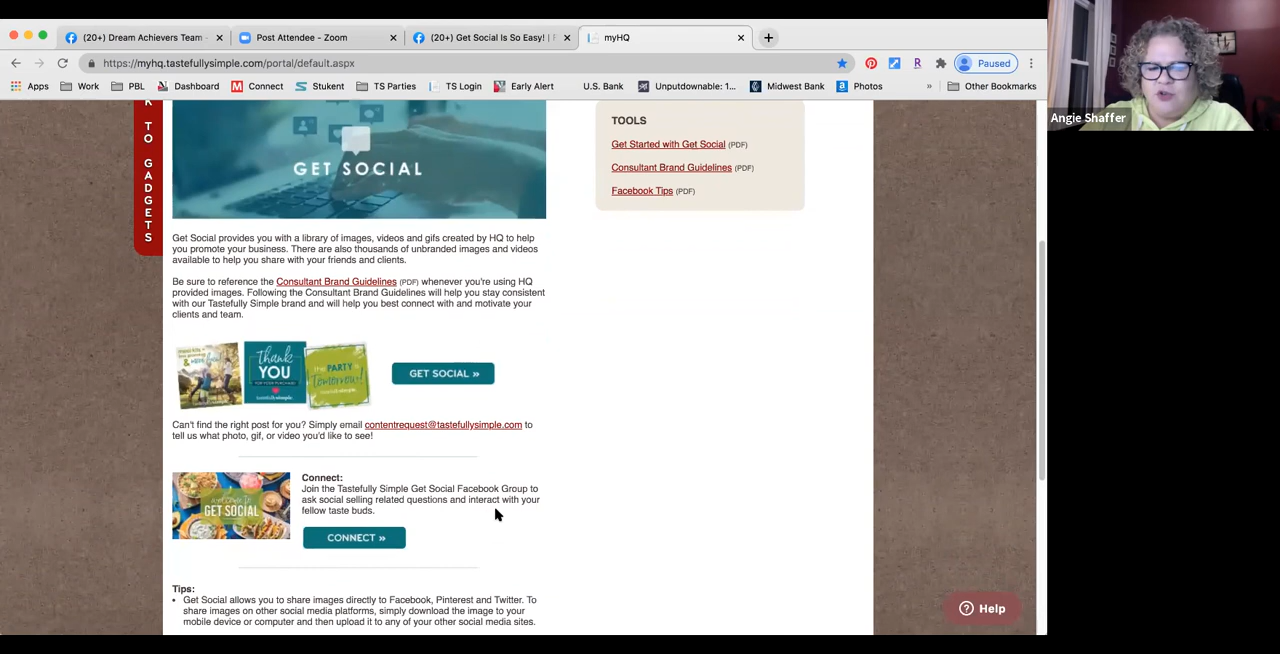 (20+) Dream Achievers Team -
Post Attendee - Zoom
(20+) Get Social Is So Easy! | F
myHQ
https://myhq.tastefullysimple.com/portal/default.aspx
Paused
Apps
Work
PBL
Dashboard
Connect
Stukent
TS Parties
TS Login
Early Alert
U.S. Bank
Unputdownable: 1...
Midwest Bank
Photos
»
Other Bookmarks
Angie Shaffer
K TO GADGETS
GET SOCIAL
TOOLS
Get Started with Get Social (PDF)
Consultant Brand Guidelines (PDF)
Facebook Tips (PDF)
Get Social provides you with a library of images, videos and gifs created by HQ to help
you promote your business. There are also thousands of unbranded images and videos
available to help you share with your friends and clients.
Be sure to reference the Consultant Brand Guidelines (PDF) whenever you're using HQ
provided images. Following the Consultant Brand Guidelines will help you stay consistent
with our Tastefully Simple brand and will help you best connect with and motivate your
clients and team.
Thank
YOU
FOR YOUR PURCHASE
tastefully simple
the PARTY
Tomorrow!
GET SOCIAL »
Can't find the right post for you? Simply email contentrequest@tastefullysimple.com to
tell us what photo, gif, or video you'd like to see!
welcome to
GET SOCIAL
Connect:
Join the Tastefully Simple Get Social Facebook Group to
ask social selling related questions and interact with your
fellow taste buds.
CONNECT »
Tips:
• Get Social allows you to share images directly to Facebook, Pinterest and Twitter. To
share images on other social media platforms, simply download the image to your
mobile device or computer and then upload it to any of your other social media sites.
Help